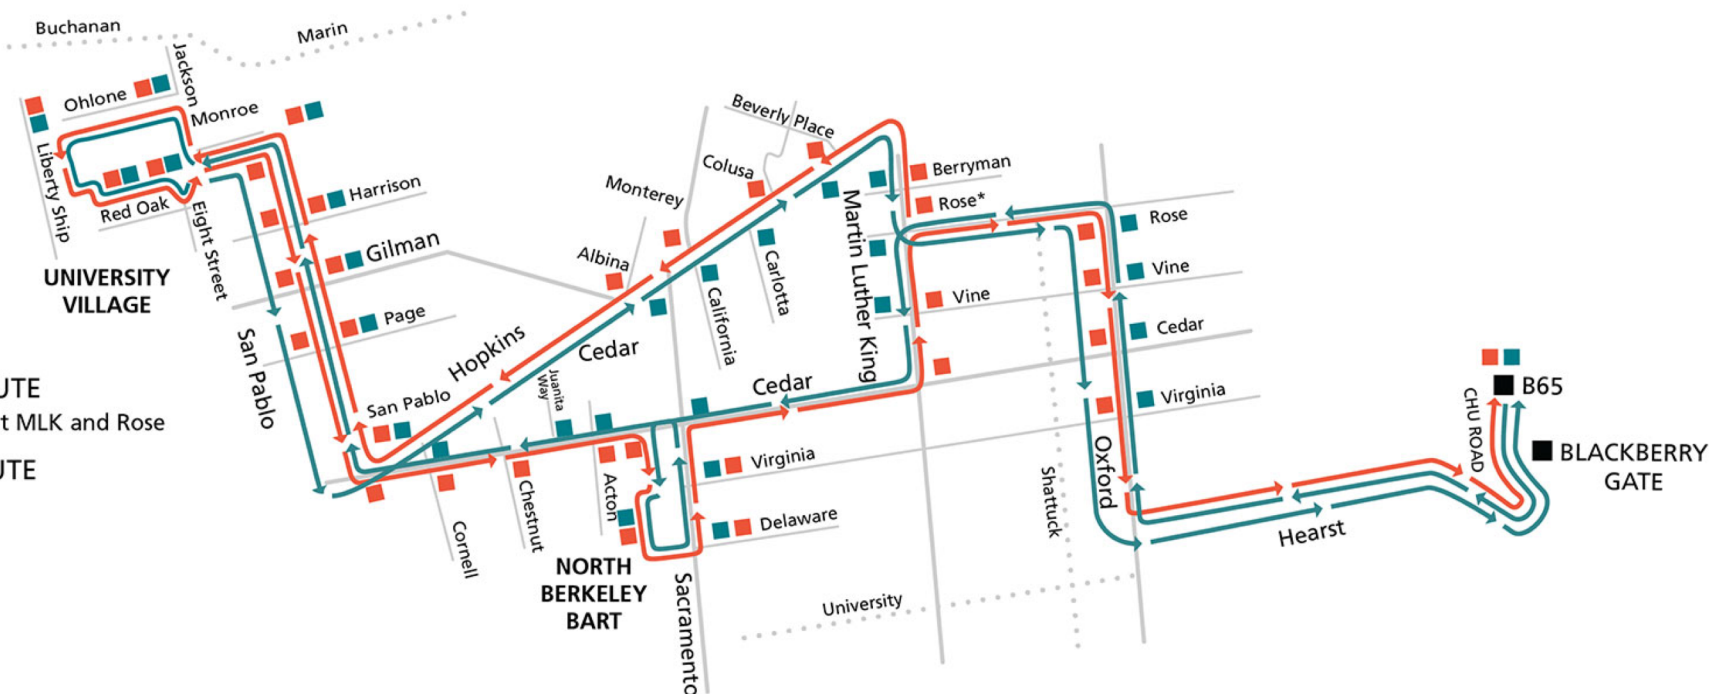 Buchanan
Marin
Jackson
Ohlone
Monroe
Liberty Ship
Red Oak
Eight Street
UNIVERSITY
VILLAGE
Harrison
Gilman
Page
San Pablo
San Pablo
Hopkins
Cedar
Albina
Monterey
Colusa
Beverly Place
California
Carlotta
Martin Luther King
Berryman
Rose*
Vine
Rose
Vine
Cedar
Virginia
Juanita
Way
Cedar
UTE
t MLK and Rose
UTE
Cornell
Chestnut
Acton
Virginia
Delaware
NORTH
BERKELEY
BART
Sacramento
University
Shattuck
Oxford
Hearst
CHU ROAD
B65
BLACKBERRY
GATE